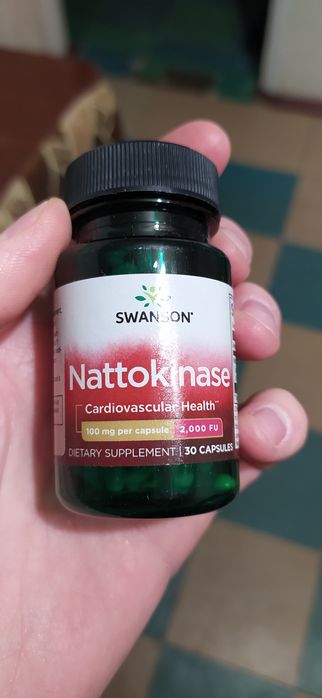 SWANSON®
Nattokinase
Cardiovascular Health**
100 mg per capsule 2,000 FU
DIETARY SUPPLEMENT | 30 CAPSULES